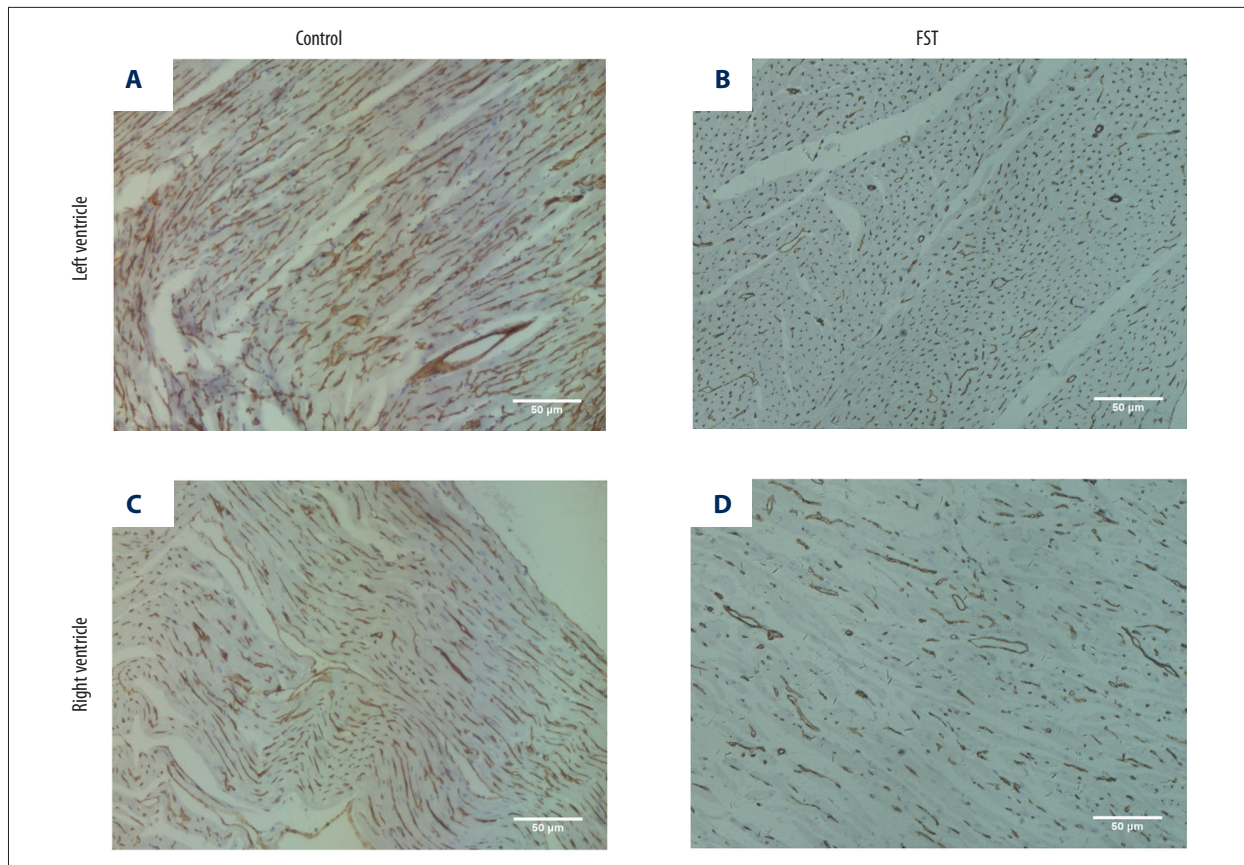 Control
FST
A
B
Left ventricle
50 µm
50 µm
C
D
Right ventricle
50 µm
50 µm